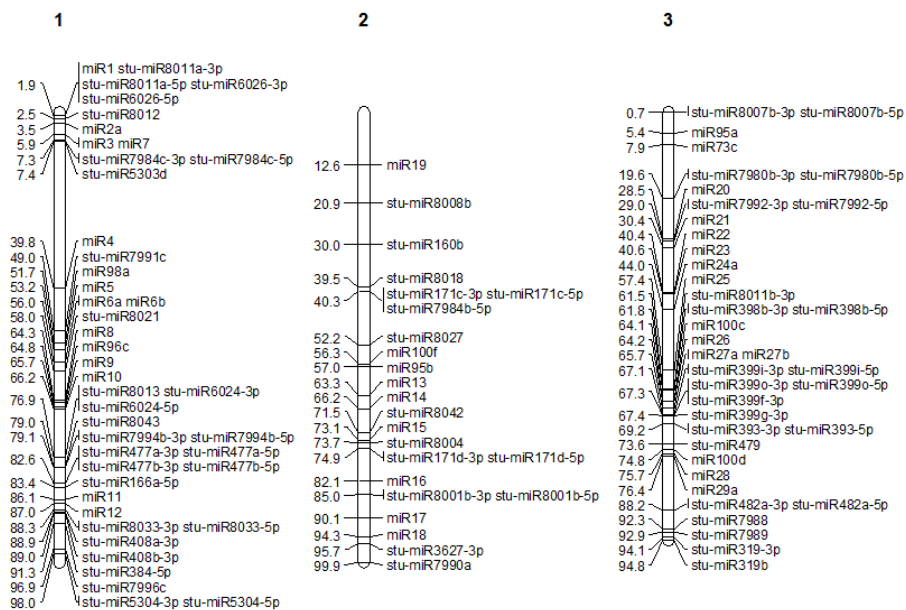 1
miR1 stu-miR8011a-3p
1.9 stu-miR8011a-5p stu-miR6026-3p
stu-miR6026-5p
2.5 stu-miR8012
3.5 miR2a
5.9 miR3 miR7
7.3 stu-miR7984c-3p stu-miR7984c-5p
7.4 stu-miR5303d
39.8 miR4
49.0 stu-miR7991c
51.7 miR98a
53.2 miR5
56.0 miR6a miR6b
58.0 stu-miR8021
64.3 miR8
64.8 miR96c
65.7 miR9
66.2 miR10
76.9 stu-miR8013 stu-miR6024-3p
stu-miR6024-5p
79.0 stu-miR8043
79.1 stu-miR7994b-3p stu-miR7994b-5p
82.6 stu-miR477a-3p stu-miR477a-5p
stu-miR477b-3p stu-miR477b-5p
83.4 stu-miR166a-5p
86.1 miR11
87.0 miR12
88.3 stu-miR8033-3p stu-miR8033-5p
88.9 stu-miR408a-3p
89.0 stu-miR408b-3p
91.3 stu-miR384-5p
96.9 stu-miR7996c
98.0 stu-miR5304-3p stu-miR5304-5p
2
12.6 miR19
20.9 stu-miR8008b
30.0 stu-miR160b
39.5 stu-miR8018
40.3 stu-miR171c-3p stu-miR171c-5p
stu-miR7984b-5p
52.2 stu-miR8027
56.3 miR100f
57.0 miR95b
63.3 miR13
66.2 miR14
71.5 stu-miR8042
73.1 miR15
73.7 stu-miR8004
74.9 stu-miR171d-3p stu-miR171d-5p
82.1 miR16
85.0 stu-miR8001b-3p stu-miR8001b-5p
90.1 miR17
94.3 miR18
95.7 stu-miR3627-3p
99.9 stu-miR7990a
3
0.7 stu-miR8007b-3p stu-miR8007b-5p
5.4 miR95a
7.9 miR73c
19.6 stu-miR7980b-3p stu-miR7980b-5p
28.5 miR20
29.0 stu-miR7992-3p stu-miR7992-5p
30.4 miR21
40.4 miR22
40.6 miR23
44.0 miR24a
57.4 miR25
61.5 stu-miR8011b-3p
61.8 stu-miR398b-3p stu-miR398b-5p
64.1 miR100c
64.2 miR26
65.7 miR27a miR27b
67.1 stu-miR399i-3p stu-miR399i-5p
67.3 stu-miR399o-3p stu-miR399o-5p
stu-miR399f-3p
67.4 stu-miR399g-3p
69.2 stu-miR393-3p stu-miR393-5p
73.6 stu-miR479
74.8 miR100d
75.7 miR28
76.4 miR29a
88.2 stu-miR482a-3p stu-miR482a-5p
92.3 stu-miR7988
92.9 stu-miR7989
94.1 stu-miR319-3p
94.8 stu-miR319b